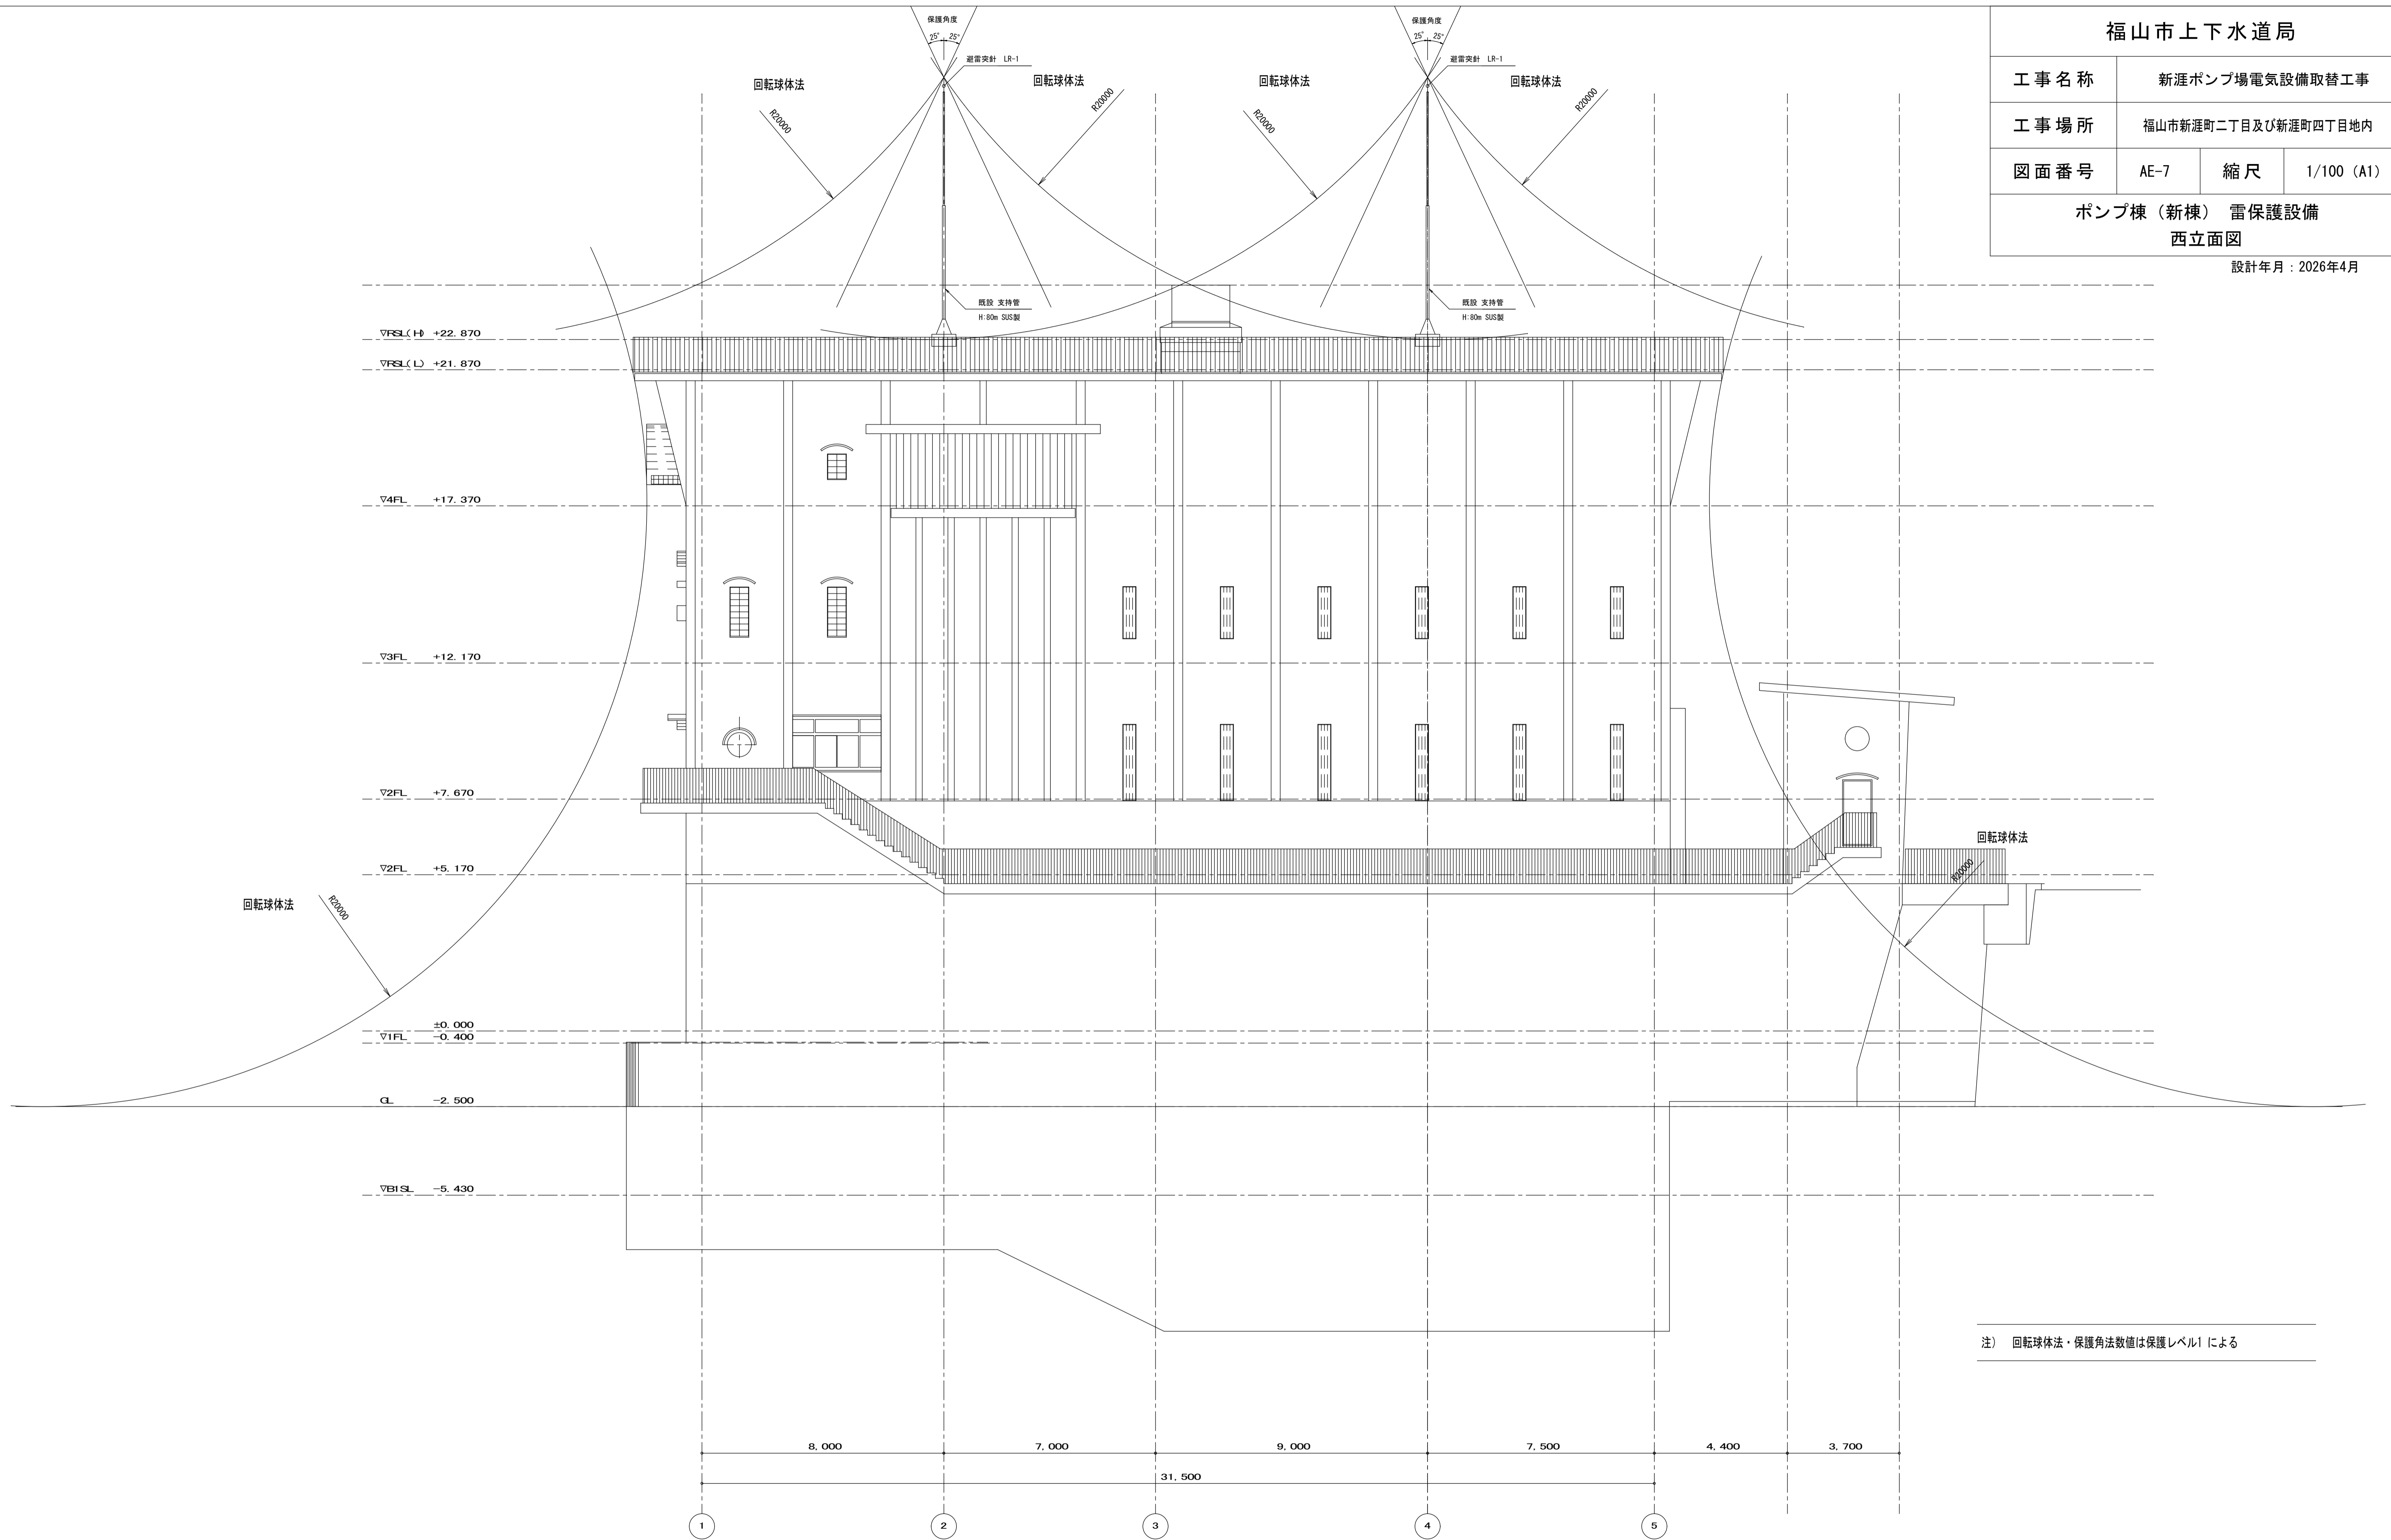 福山市上下水道局
工事名称 新涯ポンプ場電気設備取替工事
工事場所 福山市新涯町二丁目及び新涯町四丁目地内
図面番号 AE-7 縮尺 1/100（A1）
ポンプ棟（新棟） 雷保護設備
西立面図
設計年月：2026年4月
保護角度
25° 25°
避雷突針 LR-1
回転球体法
回転球体法
R20000
R20000
既設 支持管
H:80m SUS製
保護角度
25° 25°
避雷突針 LR-1
回転球体法
回転球体法
R20000
R20000
既設 支持管
H:80m SUS製
▽RSL(H) +22.870
▽RSL(L) +21.870
▽4FL +17.370
▽3FL +12.170
▽2FL +7.670
▽2FL +5.170
回転球体法
R20000
回転球体法
R20000
±0.000
▽1FL -0.400
GL -2.500
▽B1SL -5.430
注） 回転球体法・保護角法数値は保護レベル1 による
8,000 7,000 9,000 7,500 4,400 3,700
31,500
1 2 3 4 5